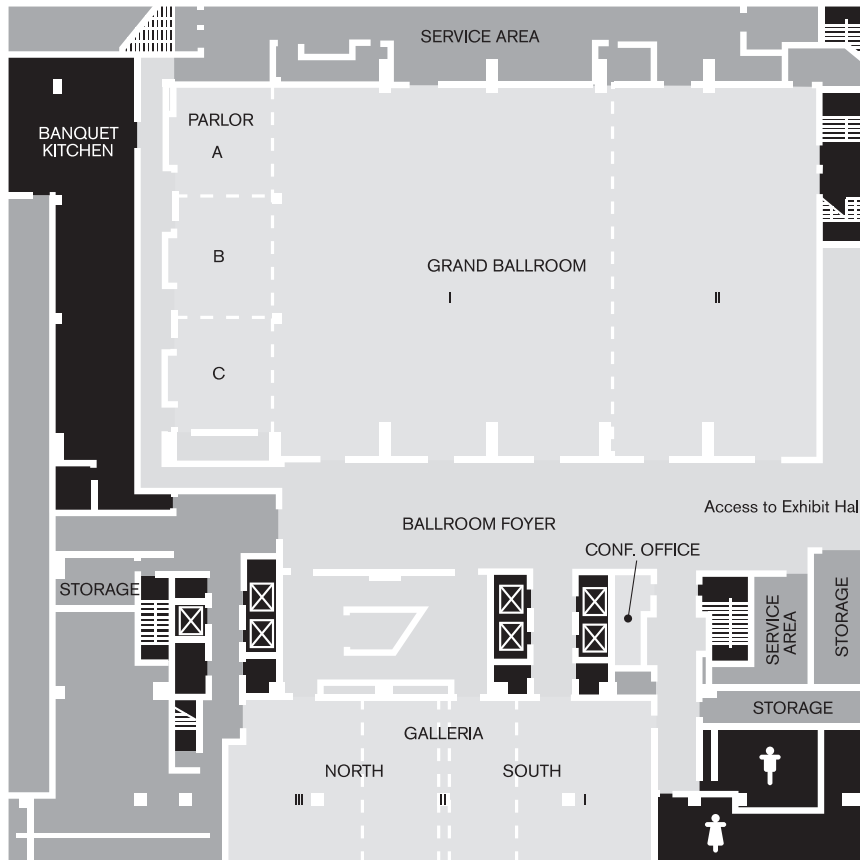 SERVICE AREA
PARLOR
A
BANQUET
KITCHEN
B
GRAND BALLROOM
I
II
C
Access to Exhibit Hal
BALLROOM FOYER
CONF. OFFICE
STORAGE
SERVICE
AREA
STORAGE
STORAGE
GALLERIA
NORTH
SOUTH
III
II
I